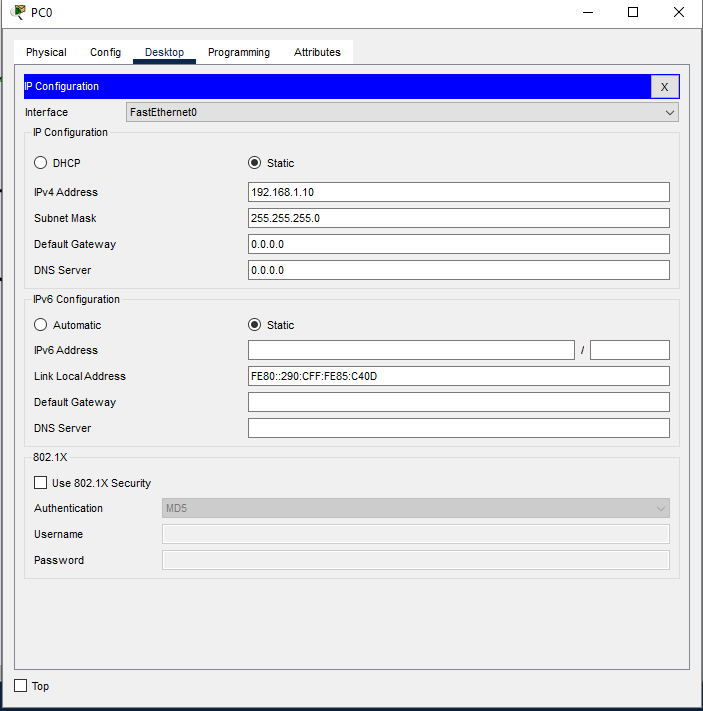 PC0
Physical Config Desktop Programming Attributes
IP Configuration X
Interface FastEthernet0
IP Configuration
DHCP Static
IPv4 Address 192.168.1.10
Subnet Mask 255.255.255.0
Default Gateway 0.0.0.0
DNS Server 0.0.0.0
IPv6 Configuration
Automatic Static
IPv6 Address /
Link Local Address FE80::290:CFF:FE85:C40D
Default Gateway
DNS Server
802.1X
Use 802.1X Security
Authentication MD5
Username
Password
Top